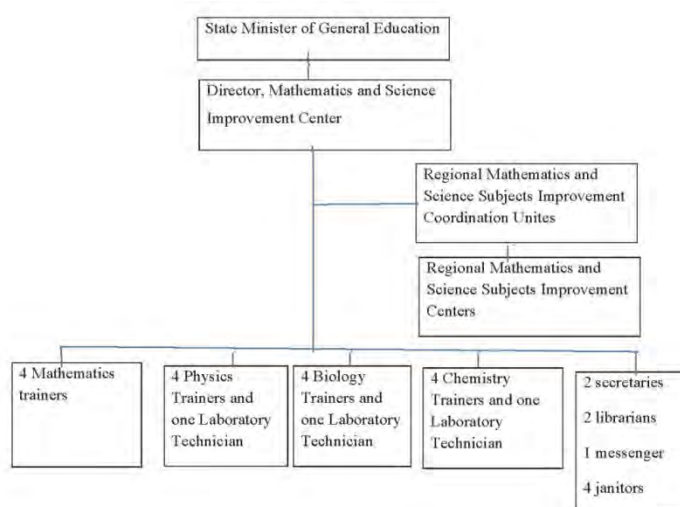 State Minister of General Education
Director, Mathematics and Science
Improvement Center
Regional Mathematics and
Science Subjects Improvement
Coordination Unites
Regional Mathematics and
Science Subjects Improvement
Centers
4 Mathematics
trainers
4 Physics
Trainers and
one Laboratory
Technician
4 Biology
Trainers and
one Laboratory
Technician
4 Chemistry
Trainers and one
Laboratory
Technician
2 secretaries
2 librarians
1 messenger
4 janitors